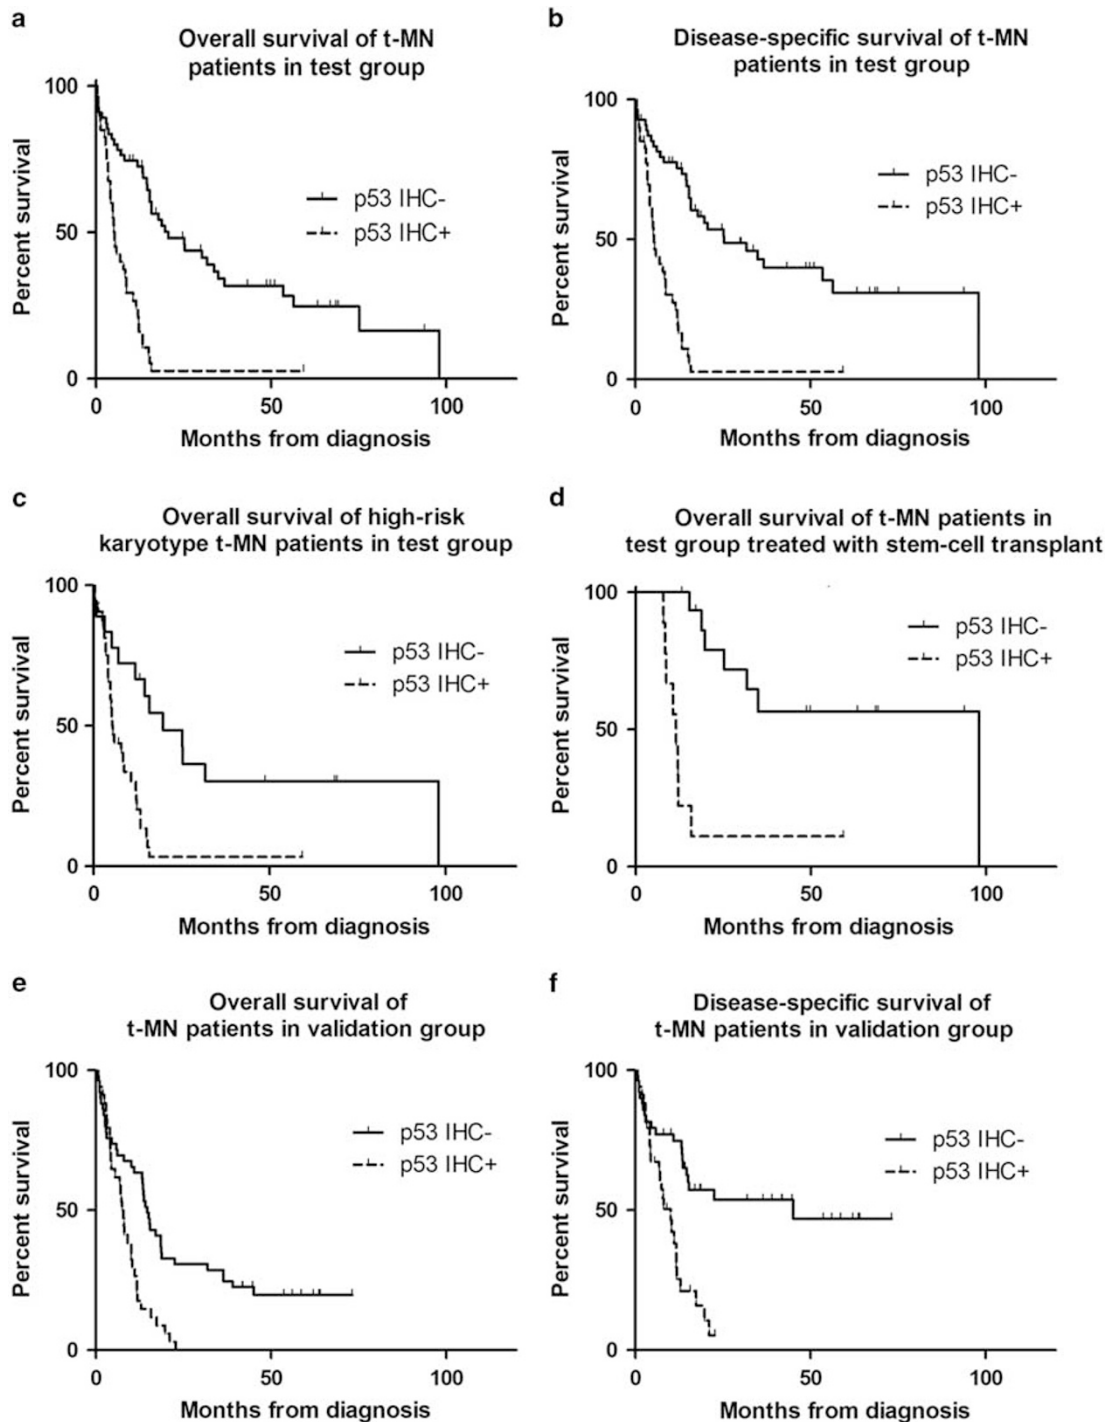 a
Overall survival of t-MN
patients in test group
100
50
0
Percent survival
p53 IHC-
p53 IHC+
0 50 100
Months from diagnosis
b
Disease-specific survival of t-MN
patients in test group
100
50
0
Percent survival
p53 IHC-
p53 IHC+
0 50 100
Months from diagnosis
c
Overall survival of high-risk
karyotype t-MN patients in test group
100
50
0
Percent survival
p53 IHC-
p53 IHC+
0 50 100
Months from diagnosis
d
Overall survival of t-MN patients in
test group treated with stem-cell transplant
100
50
0
Percent survival
p53 IHC-
p53 IHC+
0 50 100
Months from diagnosis
e
Overall survival of
t-MN patients in validation group
100
50
0
Percent survival
p53 IHC-
p53 IHC+
0 50 100
Months from diagnosis
f
Disease-specific survival of
t-MN patients in validation group
100
50
0
Percent survival
p53 IHC-
p53 IHC+
0 50 100
Months from diagnosis